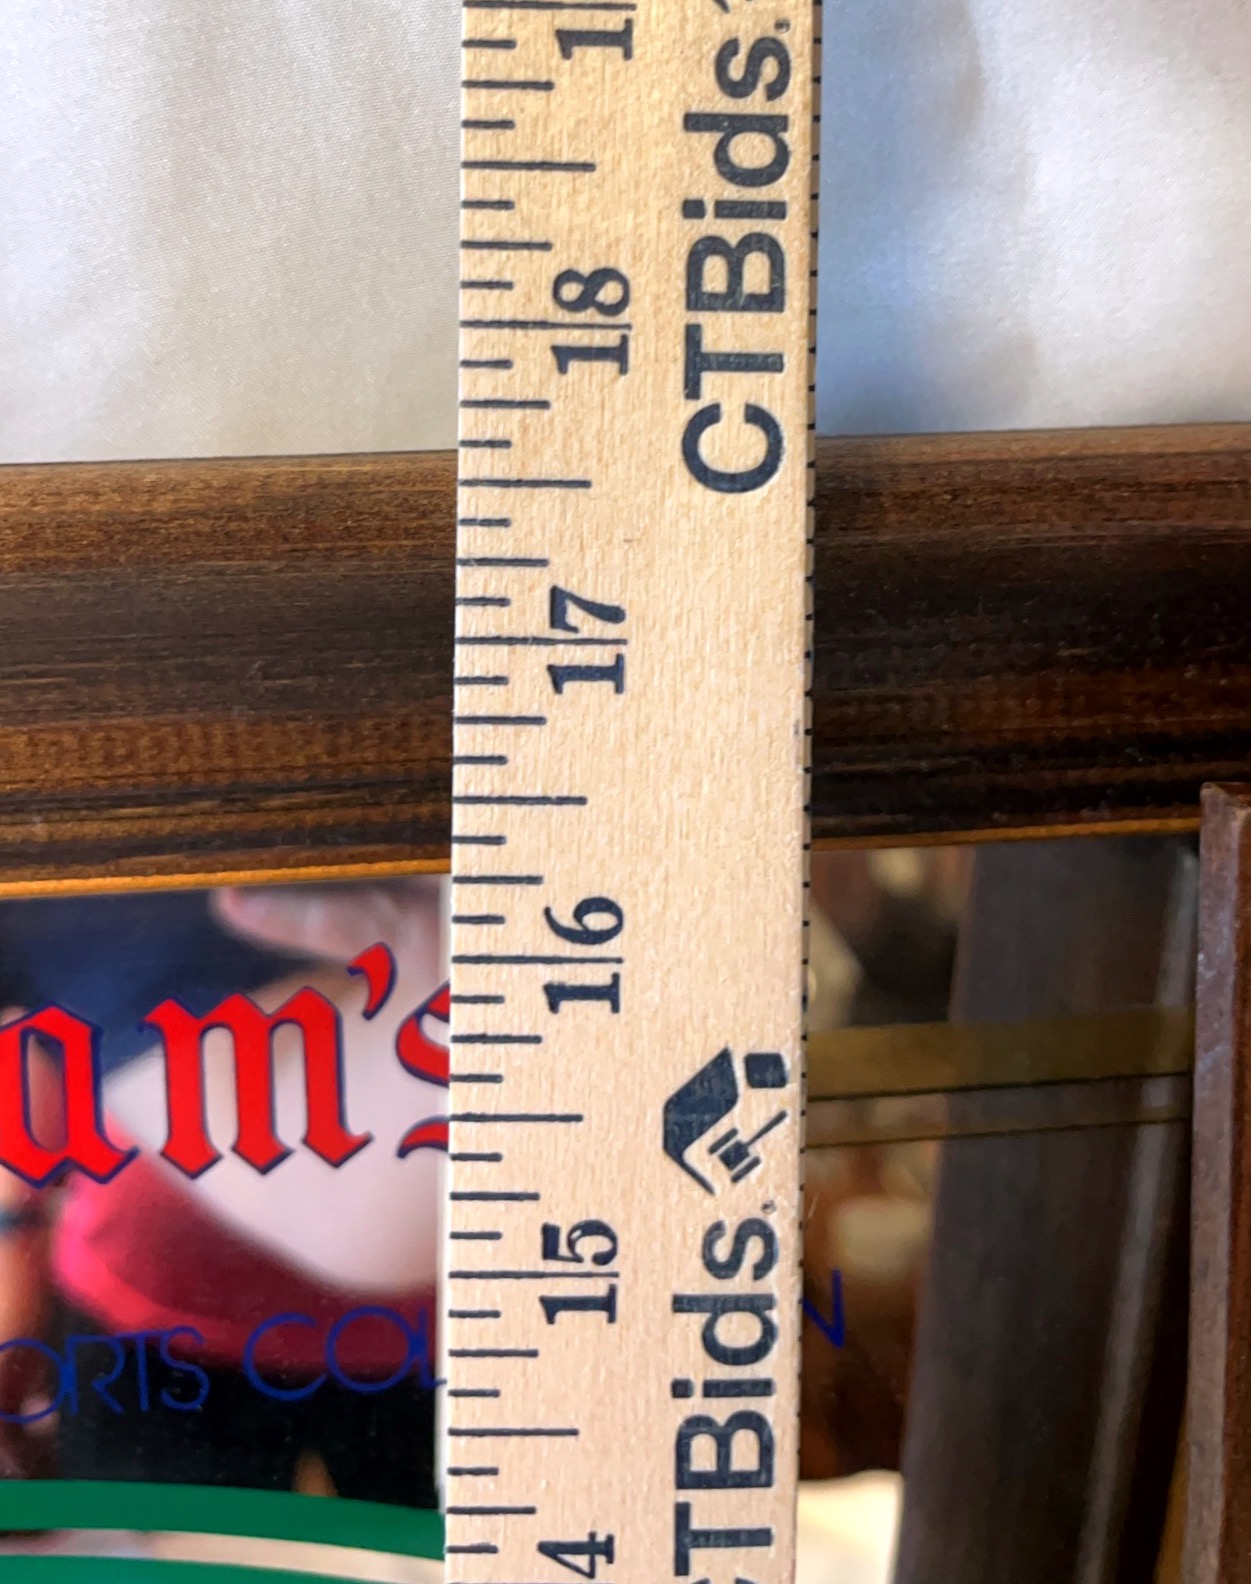 18
17
16
15
CTBids.
CTBids.
am's
ORTS COL